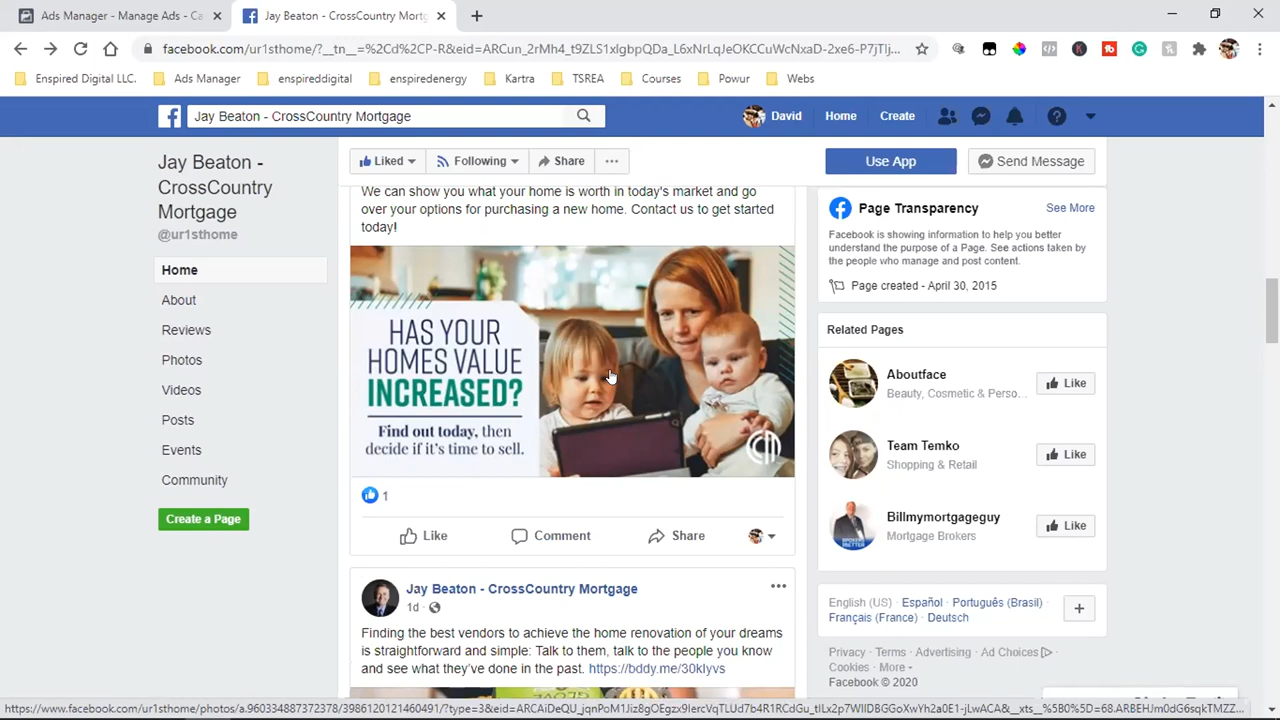 Ads Manager - Manage Ads - Ca
Jay Beaton - CrossCountry Mortg
facebook.com/ur1sthome/?__tn__=%2Cd%2CP-R&eid=ARCun_2rMh4_t9ZLS1xIgbpQDa_L6xNrLqJeOKCCuWcNxaD-2xe6-P7jTlj...
Enspired Digital LLC.
Ads Manager
enspireddigital
enspiredenergy
Kartra
TSREA
Courses
Powur
Webs
Jay Beaton - CrossCountry Mortgage
David
Home
Create
Jay Beaton -
CrossCountry
Mortgage
@ur1sthome
Home
About
Reviews
Photos
Videos
Posts
Events
Community
Create a Page
Liked
Following
Share
Use App
Send Message
We can show you what your home is worth in today's market and go
over your options for purchasing a new home. Contact us to get started
today!
HAS YOUR
HOMES VALUE
INCREASED?
Find out today, then
decide if it's time to sell.
1
Like
Comment
Share
Jay Beaton - CrossCountry Mortgage
1d
Finding the best vendors to achieve the home renovation of your dreams
is straightforward and simple: Talk to them, talk to the people you know
and see what they've done in the past. https://bddy.me/30kIyvs
Page Transparency
See More
Facebook is showing information to help you better
understand the purpose of a Page. See actions taken by
the people who manage and post content.
Page created - April 30, 2015
Related Pages
Aboutface
Beauty, Cosmetic & Perso...
Like
Team Temko
Shopping & Retail
Like
Billmymortgageguy
Mortgage Brokers
Like
English (US) · Español · Português (Brasil) ·
Français (France) · Deutsch
Privacy · Terms · Advertising · Ad Choices ·
Cookies · More
Facebook © 2020